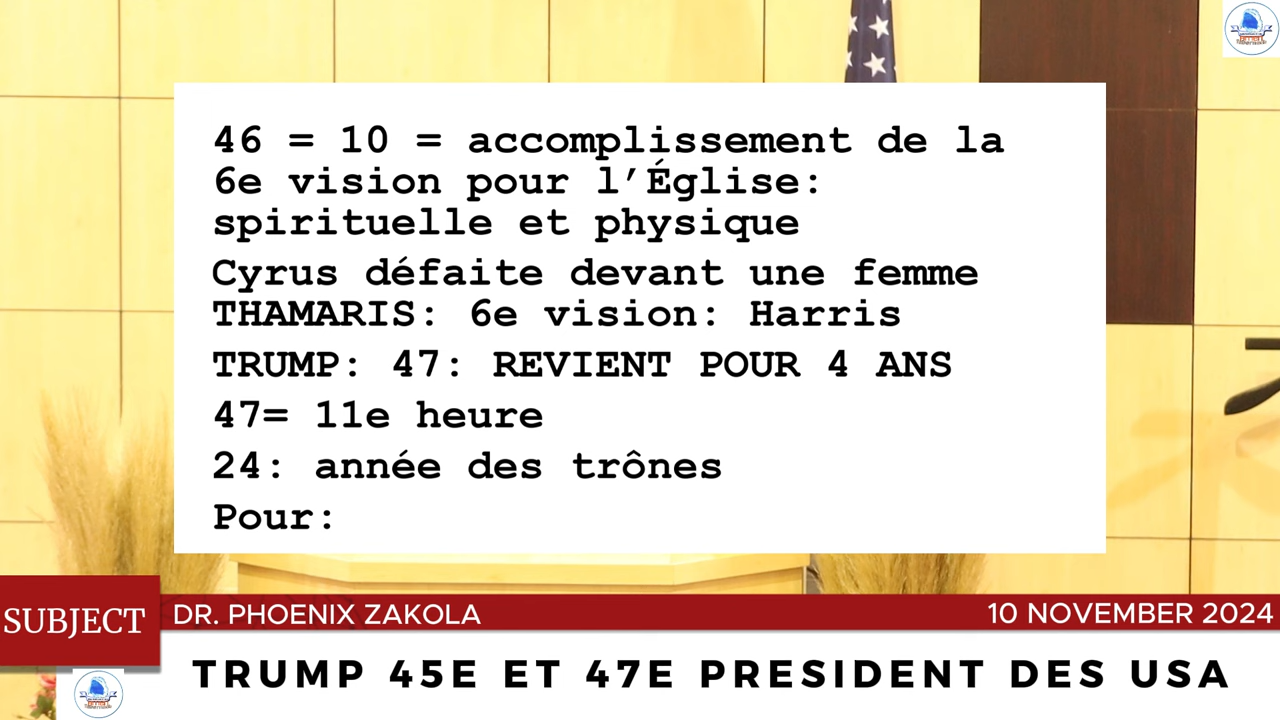 46 = 10 = accomplissement de la
6e vision pour l’Église:
spirituelle et physique
Cyrus défaite devant une femme
THAMARIS: 6e vision: Harris
TRUMP: 47: REVIENT POUR 4 ANS
47= 11e heure
24: année des trônes
Pour:
SUBJECT
DR. PHOENIX ZAKOLA
10 NOVEMBER 2024
TRUMP 45E ET 47E PRESIDENT DES USA